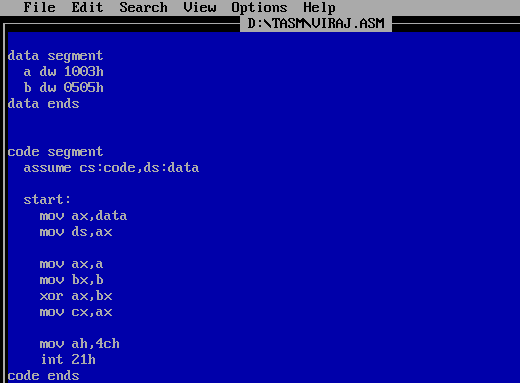 File Edit Search View Options Help
D:\TASM\VIRAJ.ASM
data segment
a dw 1003h
b dw 0505h
data ends
code segment
assume cs:code,ds:data
start:
mov ax,data
mov ds,ax
mov ax,a
mov bx,b
xor ax,bx
mov cx,ax
mov ah,4ch
int 21h
code ends